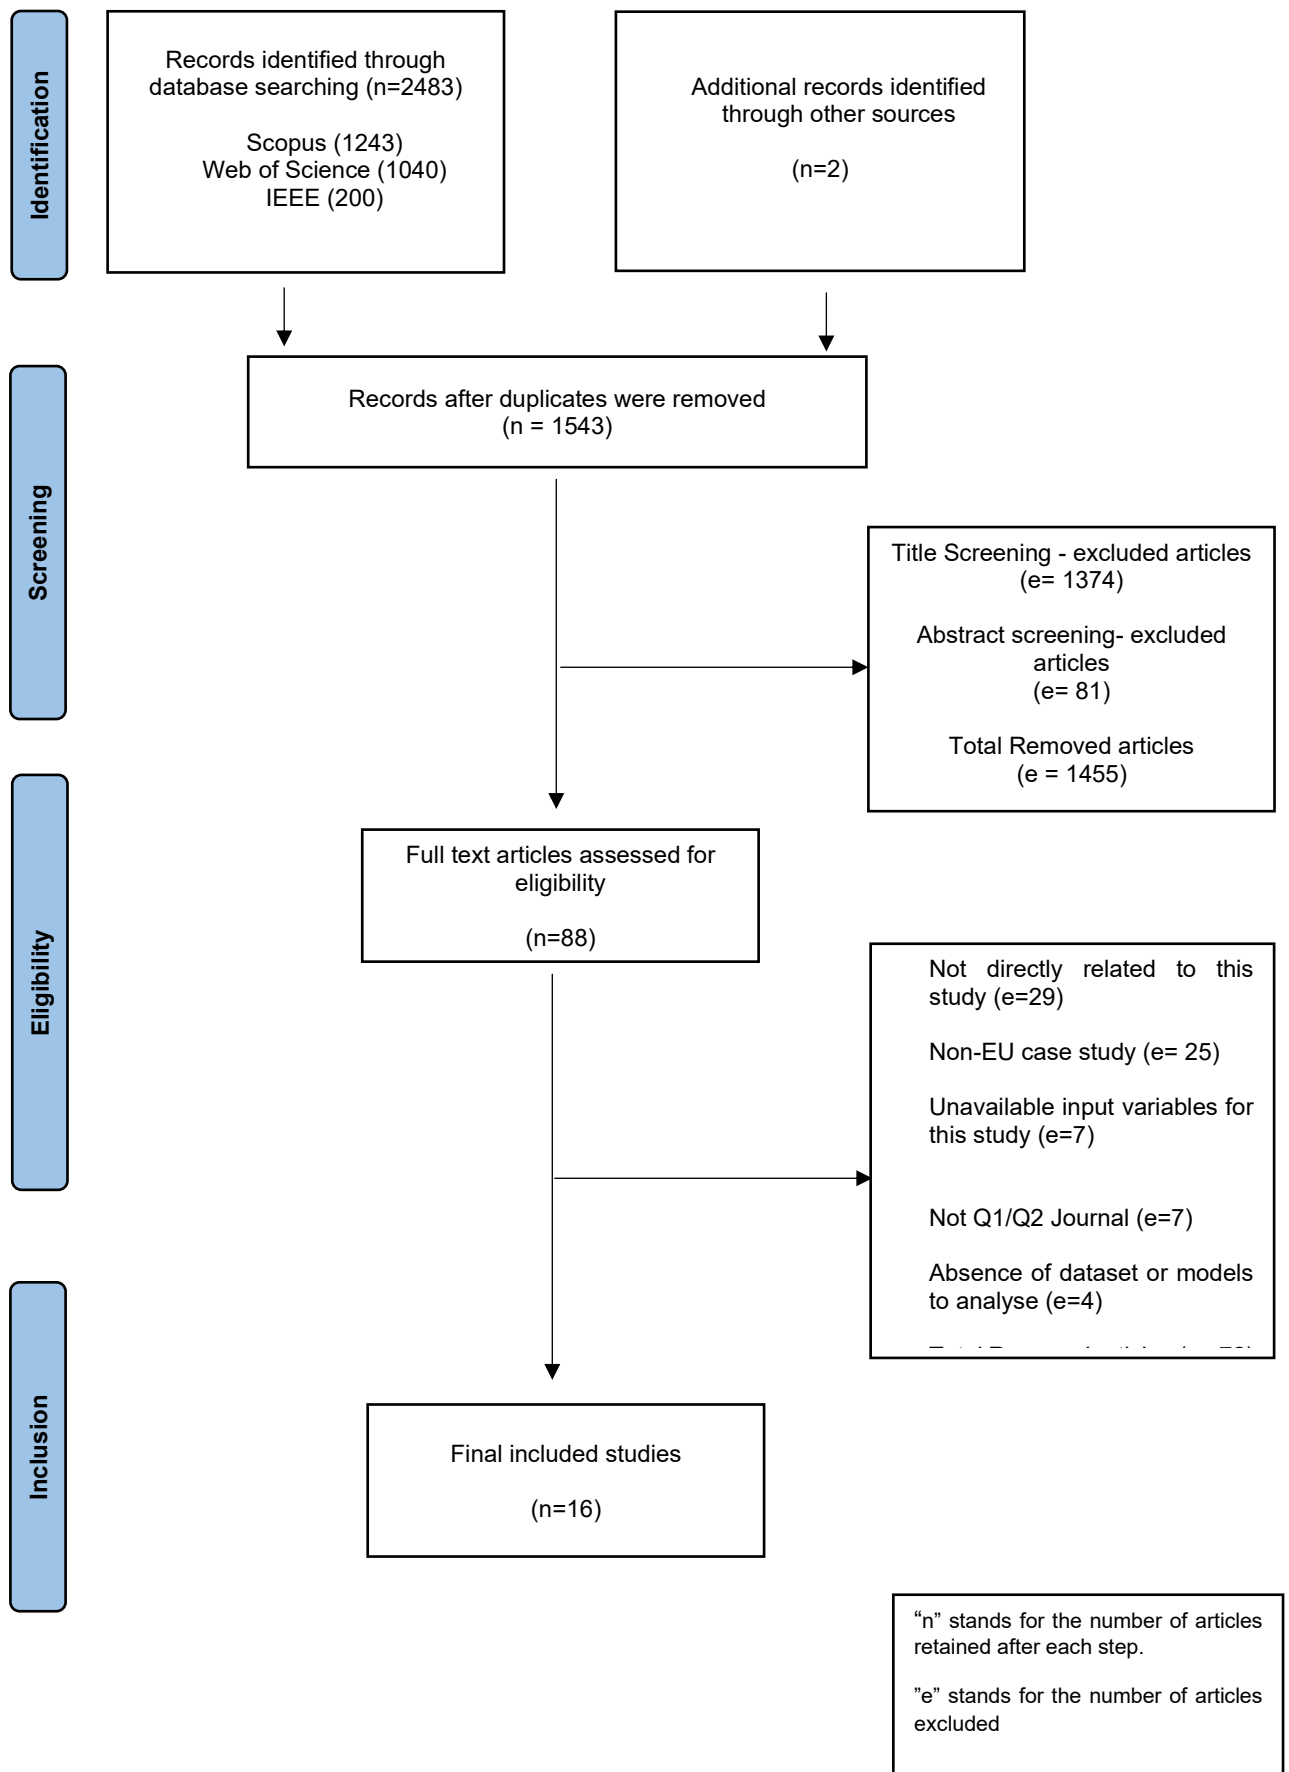 Identification
Records identified through
database searching (n=2483)
Scopus (1243)
Web of Science (1040)
IEEE (200)
Additional records identified
through other sources
(n=2)
Screening
Records after duplicates were removed
(n = 1543)
Title Screening - excluded articles
(e= 1374)
Abstract screening- excluded
articles
(e= 81)
Total Removed articles
(e = 1455)
Eligibility
Full text articles assessed for
eligibility
(n=88)
Not directly related to this
study (e=29)
Non-EU case study (e= 25)
Unavailable input variables for
this study (e=7)
Not Q1/Q2 Journal (e=7)
Absence of dataset or models
to analyse (e=4)
Inclusion
Final included studies
(n=16)
“n” stands for the number of articles
retained after each step.
”e” stands for the number of articles
excluded